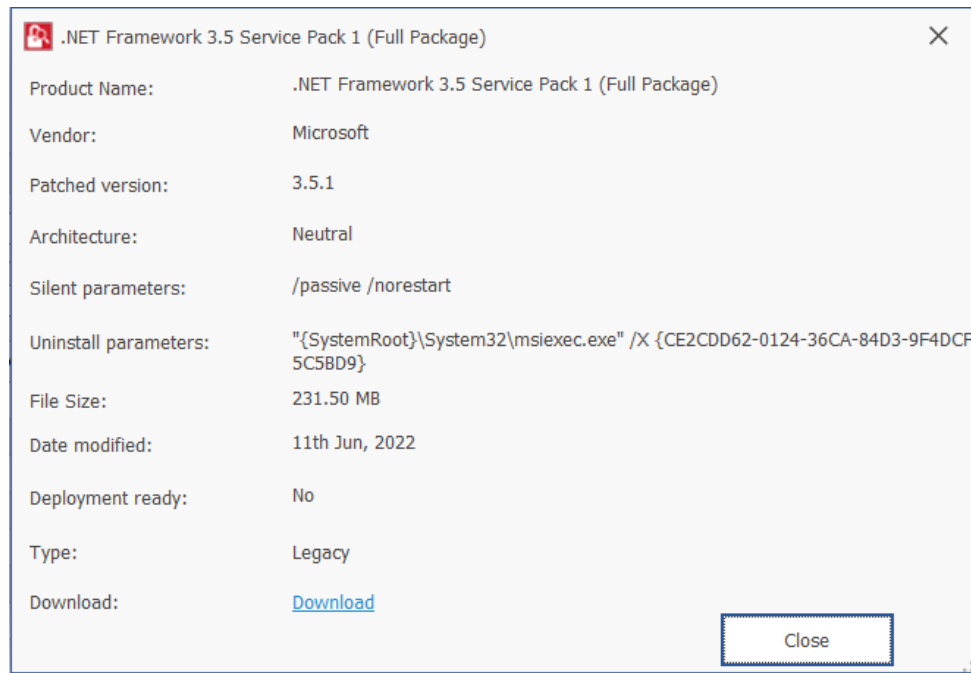 .NET Framework 3.5 Service Pack 1 (Full Package)
Product Name: .NET Framework 3.5 Service Pack 1 (Full Package)
Vendor: Microsoft
Patched version: 3.5.1
Architecture: Neutral
Silent parameters: /passive /norestart
Uninstall parameters: "{SystemRoot}\System32\msiexec.exe" /X {CE2CDD62-0124-36CA-84D3-9F4DCF
5C5BD9}
File Size: 231.50 MB
Date modified: 11th Jun, 2022
Deployment ready: No
Type: Legacy
Download: Download
Close